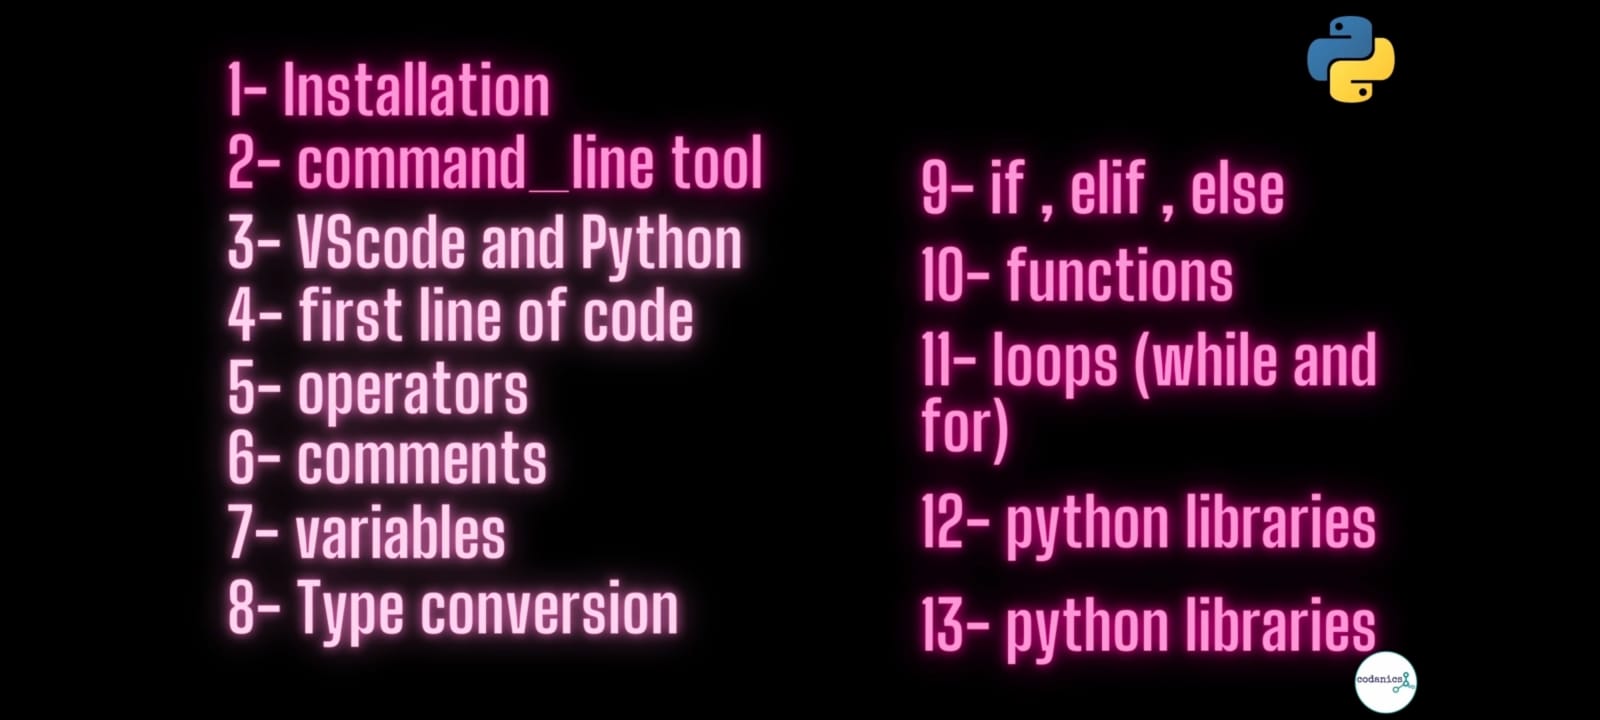 1- Installation
2- command_line tool
3- VScode and Python
4- first line of code
5- operators
6- comments
7- variables
8- Type conversion
9- if , elif , else
10- functions
11- loops (while and
for)
12- python libraries
13- python libraries
codanics